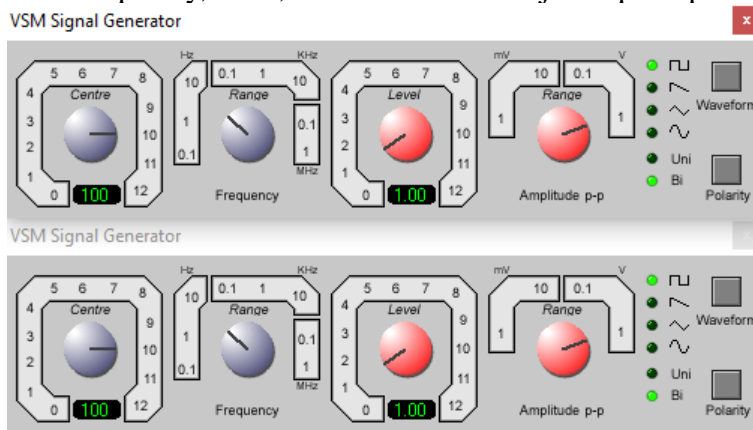 VSM Signal Generator
x
Hz KHz mV V
4 5 6 7 8 10 0.1 1 10 4 5 6 7 8 10 0.1
Centre Range Level Range
3 9 1 0.1 3 9 1 1 Waveform
2 10 2 10
1 11 0.1 1 1 11 Uni
MHz
0 100 12 Frequency 0 1.00 12 Amplitude p-p Bi Polarity
VSM Signal Generator
x
Hz KHz mV V
4 5 6 7 8 10 0.1 1 10 4 5 6 7 8 10 0.1
Centre Range Level Range
3 9 1 0.1 3 9 1 1 Waveform
2 10 2 10
1 11 0.1 1 1 11 Uni
MHz
0 100 12 Frequency 0 1.00 12 Amplitude p-p Bi Polarity